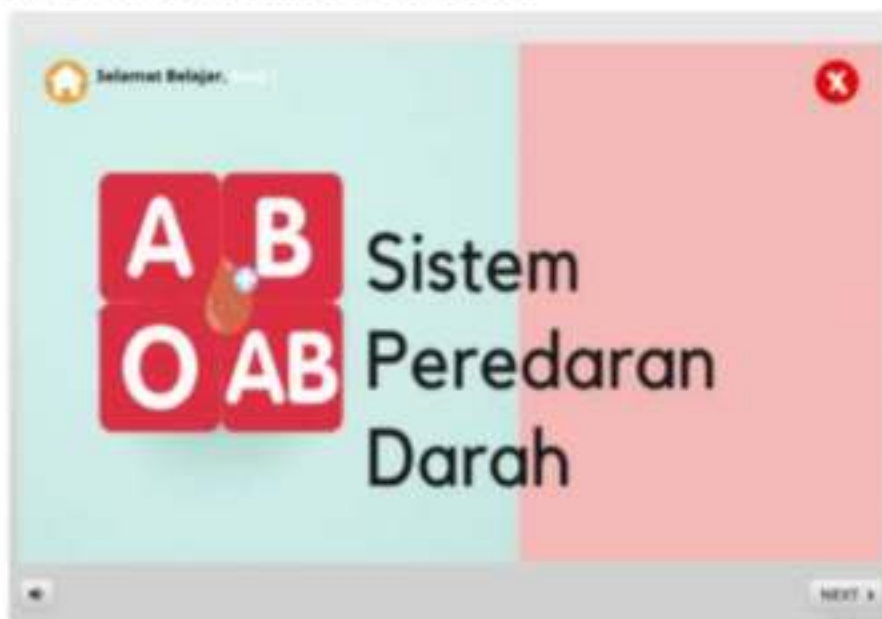 Selamat Belajar,
A B
O AB
Sistem
Peredaran
Darah
NEXT